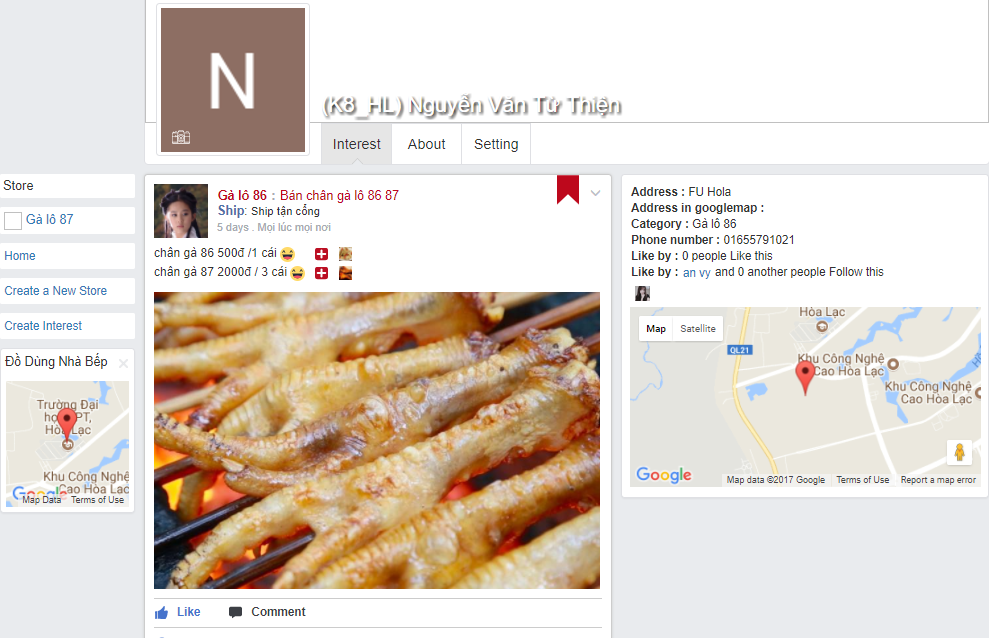 N
(K8_HL) Nguyễn Văn Từ Thiện
Interest
About
Setting
Store
Gà lô 87
Home
Create a New Store
Create Interest
Đồ Dùng Nhà Bếp
Trường Đại
học FPT,
Hòa Lạc
Khu Công Nghệ
Cao Hòa Lạc
Google
Map Data Terms of Use
Gà lô 86 : Bán chân gà lô 86 87
Ship: Ship tận cổng
5 days . Mọi lúc mọi nơi
chân gà 86 500đ /1 cái
chân gà 87 2000đ / 3 cái
Like
Comment
Address : FU Hola
Address in googlemap :
Category : Gà lô 86
Phone number : 01655791021
Like by : 0 people Like this
Like by : an vy and 0 another people Follow this
Map Satellite
Hòa Lạc
QL21
Khu Công Nghệ
Cao Hòa Lạc
Khu Công Nghệ
Cao Hòa Lạc
Google
Map data ©2017 Google Terms of Use Report a map error